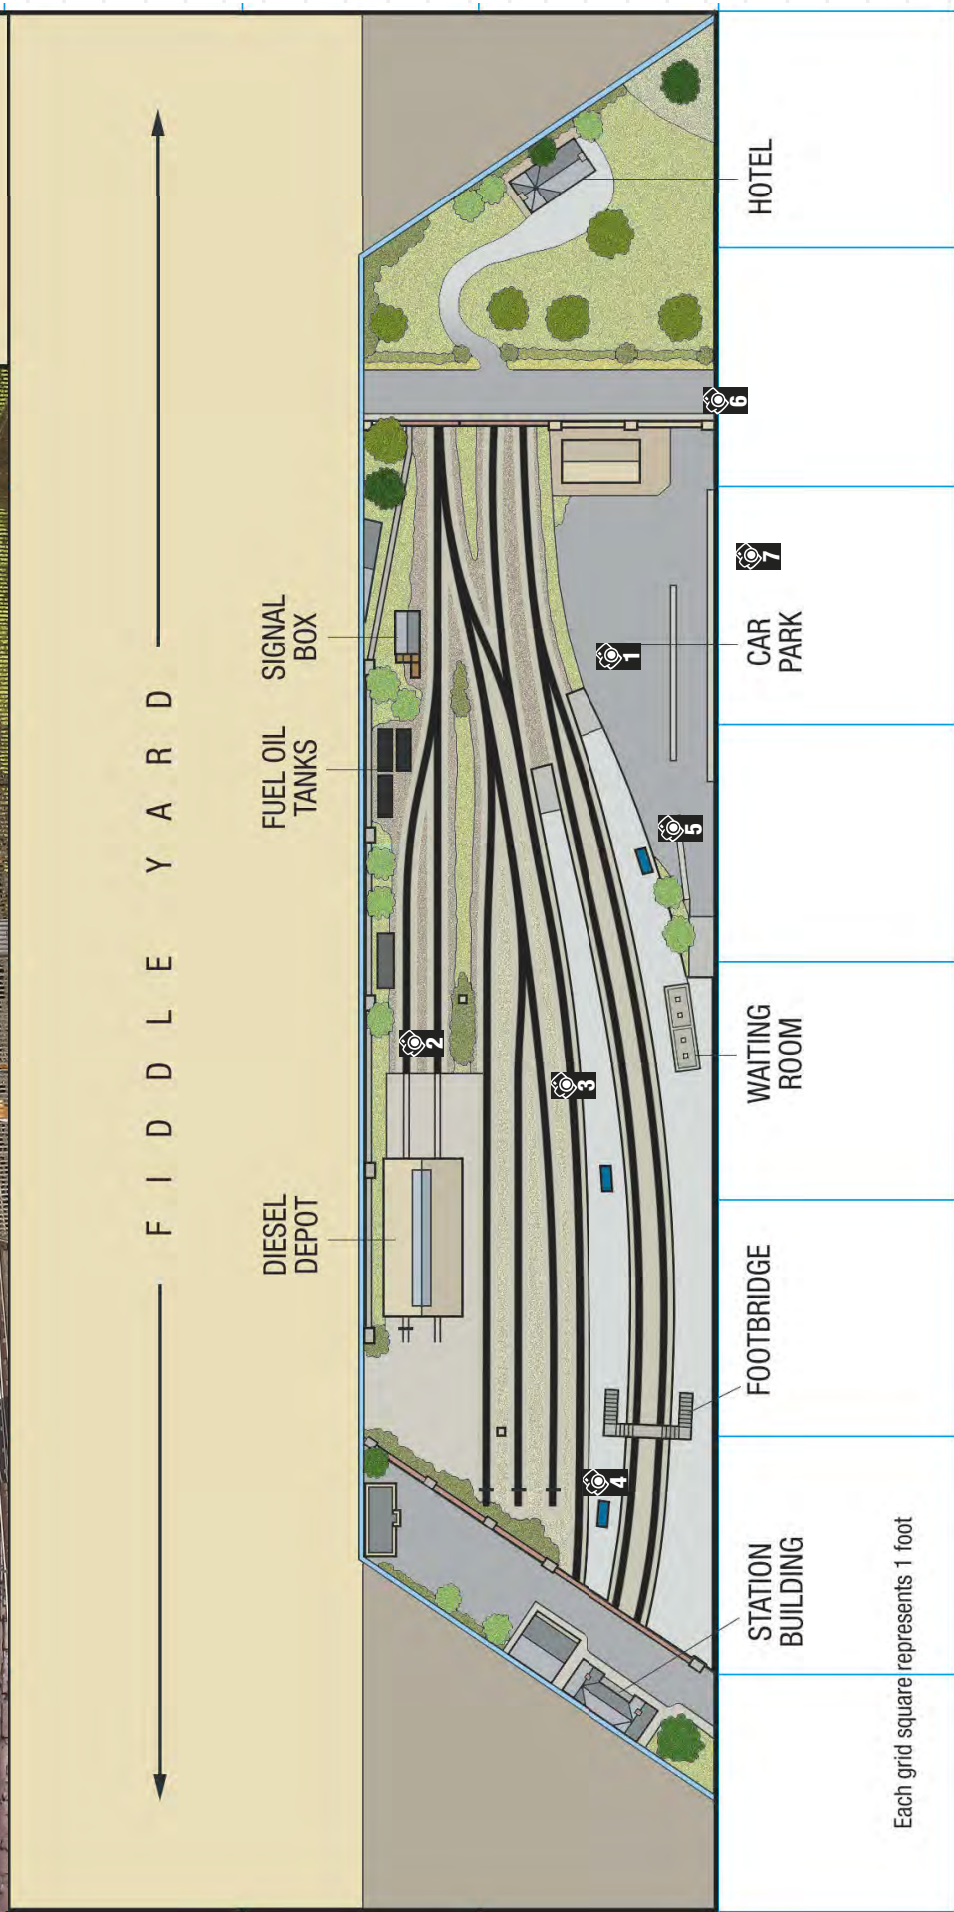 FIDDLE YARD
STATION
BUILDING
FOOTBRIDGE
DIESEL
DEPOT
WAITING
ROOM
FUEL OIL
TANKS
SIGNAL
BOX
CAR
PARK
HOTEL
4
3
2
5
1
7
6
Each grid square represents 1 foot